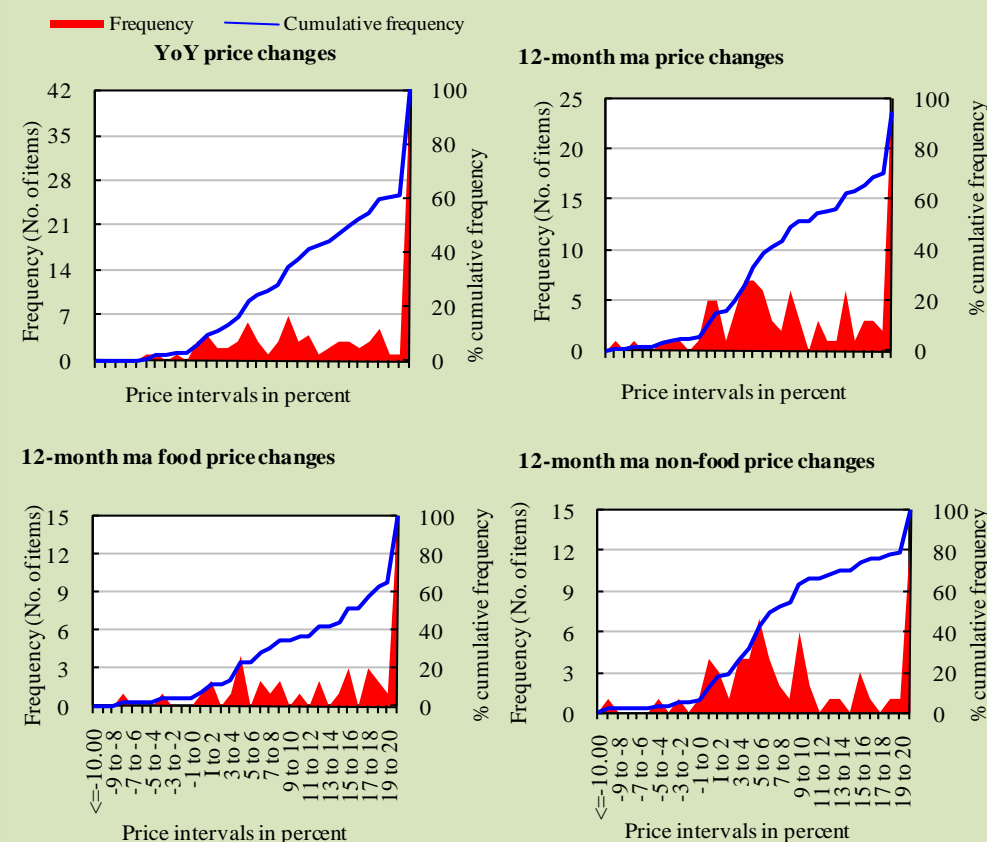 Frequency
Cumulative frequency
YoY price changes
42
35
28
21
14
7
0
Frequency (No. of items)
100
80
60
40
20
0
% cumulative frequency
Price intervals in percent
12-month ma price changes
25
20
15
10
5
0
Frequency (No. of items)
100
80
60
40
20
0
% cumulative frequency
Price intervals in percent
12-month ma food price changes
15
12
9
6
3
0
Frequency (No. of items)
100
80
60
40
20
0
% cumulative frequency
<=-10.00
-9 to -8
-7 to -6
-5 to -4
-3 to -2
-1 to 0
1 to 2
3 to 4
5 to 6
7 to 8
9 to 10
11 to 12
13 to 14
15 to 16
17 to 18
19 to 20
Price intervals in percent
12-month ma non-food price changes
15
12
9
6
3
0
Frequency (No. of items)
100
80
60
40
20
0
% cumulative frequency
<=-10.00
-9 to -8
-7 to -6
-5 to -4
-3 to -2
-1 to 0
1 to 2
3 to 4
5 to 6
7 to 8
9 to 10
11 to 12
13 to 14
15 to 16
17 to 18
19 to 20
Price intervals in percent